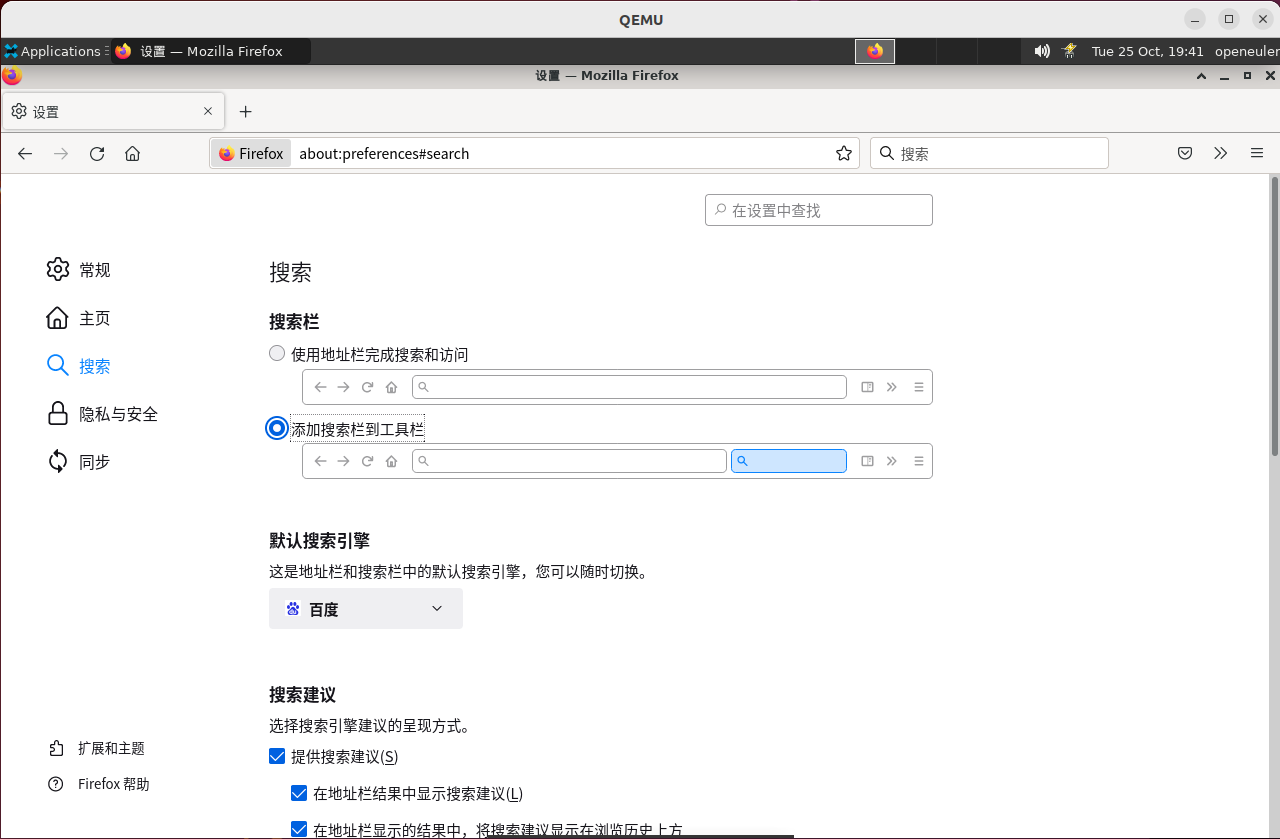 QEMU
Applications 设置 — Mozilla Firefox Tue 25 Oct, 19:41 openeuler
设置 — Mozilla Firefox
设置
Firefox about:preferences#search 搜索
在设置中查找
常规
主页
搜索
隐私与安全
同步
扩展和主题
Firefox 帮助
搜索
搜索栏
使用地址栏完成搜索和访问
添加搜索栏到工具栏
默认搜索引擎
这是地址栏和搜索栏中的默认搜索引擎，您可以随时切换。
百度
搜索建议
选择搜索引擎建议的呈现方式。
提供搜索建议(S)
在地址栏结果中显示搜索建议(L)
在地址栏显示的结果中，将搜索建议显示在浏览历史上方